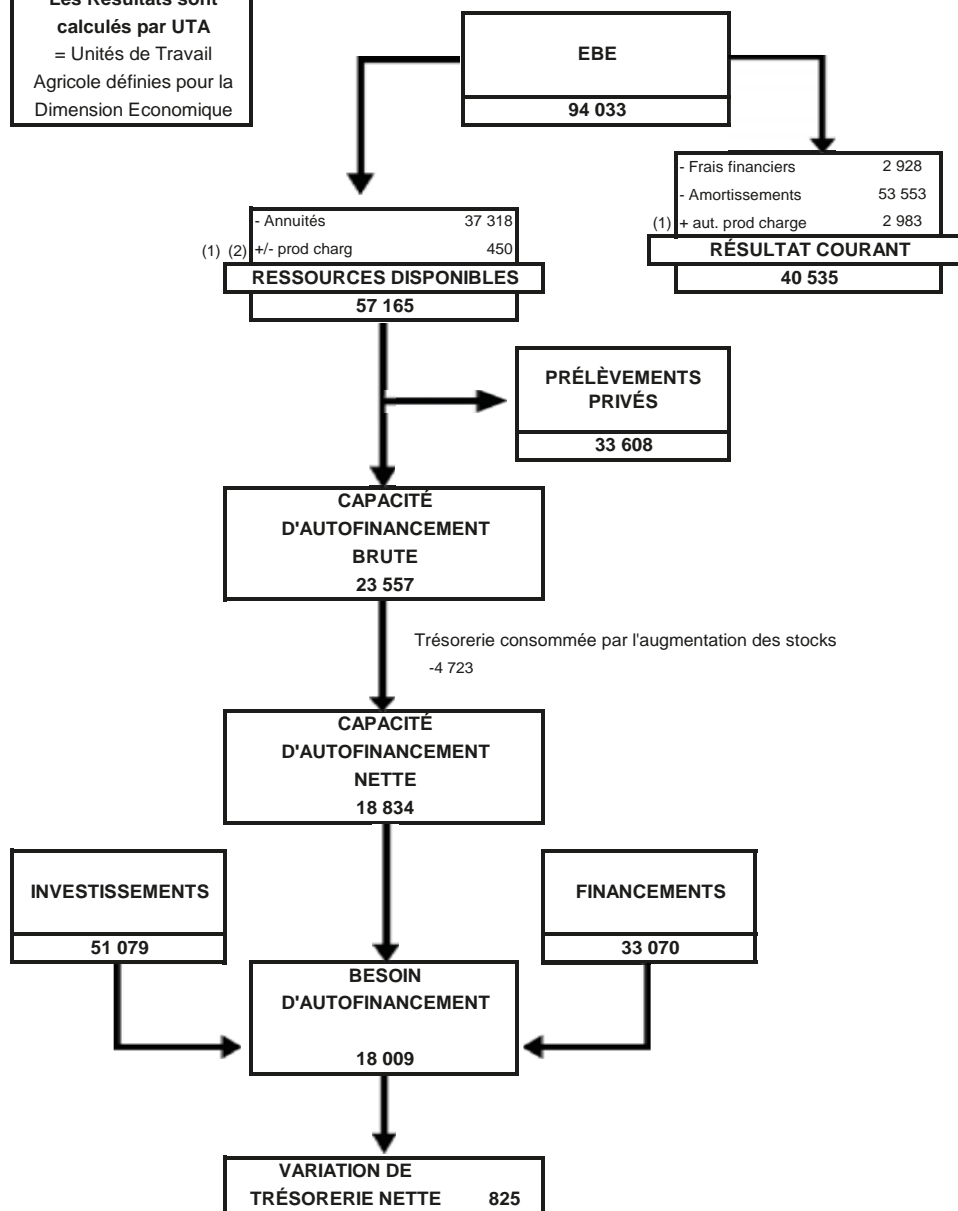 Les Résultats sont
calculés par UTA
= Unités de Travail
Agricole définies pour la
Dimension Economique
EBE
94 033
- Frais financiers 2 928
- Amortissements 53 553
(1) + aut. prod charge 2 983
RÉSULTAT COURANT
40 535
- Annuités 37 318
(1) (2) +/- prod charg 450
RESSOURCES DISPONIBLES
57 165
PRÉLÈVEMENTS
PRIVÉS
33 608
CAPACITÉ
D'AUTOFINANCEMENT
BRUTE
23 557
Trésorerie consommée par l'augmentation des stocks
-4 723
CAPACITÉ
D'AUTOFINANCEMENT
NETTE
18 834
INVESTISSEMENTS
51 079
FINANCEMENTS
33 070
BESOIN
D'AUTOFINANCEMENT
18 009
VARIATION DE
TRÉSORERIE NETTE 825